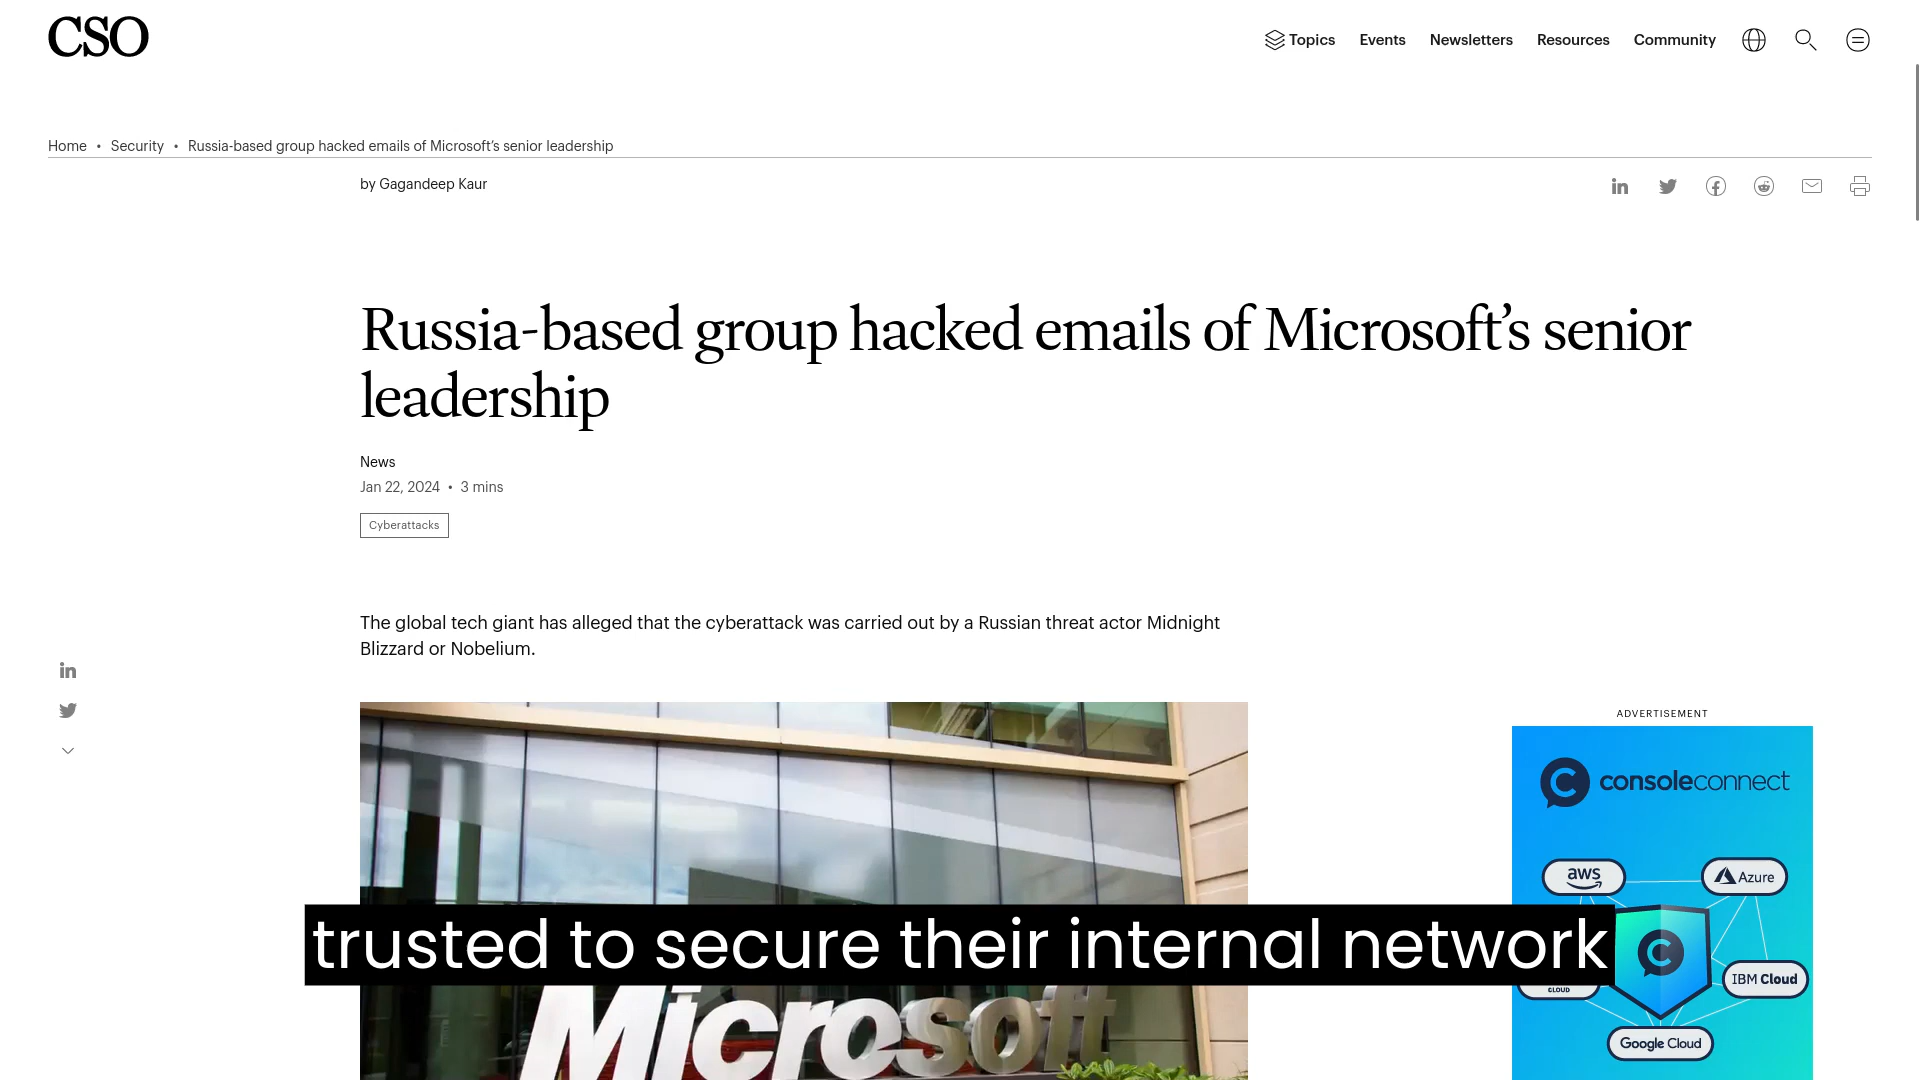 CSO
Topics Events Newsletters Resources Community
Home • Security • Russia-based group hacked emails of Microsoft’s senior leadership
by Gagandeep Kaur
Russia-based group hacked emails of Microsoft’s senior
leadership
News
Jan 22, 2024 • 3 mins
Cyberattacks
The global tech giant has alleged that the cyberattack was carried out by a Russian threat actor Midnight
Blizzard or Nobelium.
ADVERTISEMENT
consoleconnect
aws
Azure
trusted to secure their internal network
IBM Cloud
CLOUD
Google Cloud
Microsoft